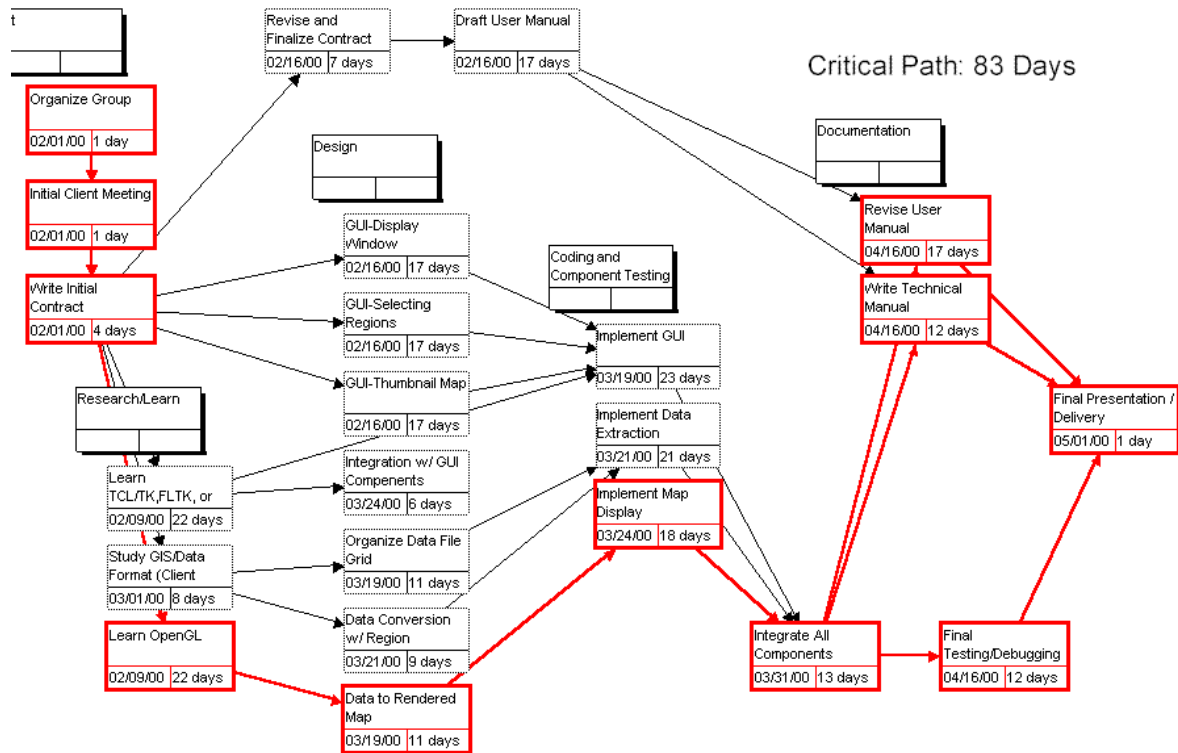 t
Organize Group
02/01/00 1 day
Initial Client Meeting
02/01/00 1 day
Write Initial
Contract
02/01/00 4 days
Research/Learn
Learn
TCL/TK,FLTK, or
02/09/00 22 days
Study GIS/Data
Format (Client
03/01/00 8 days
Learn OpenGL
02/09/00 22 days
Revise and
Finalize Contract
02/16/00 7 days
Draft User Manual
02/16/00 17 days
Design
GUI-Display
Window
02/16/00 17 days
GUI-Selecting
Regions
02/16/00 17 days
GUI-Thumbnail Map
02/16/00 17 days
Integration w/ GUI
Compenents
03/24/00 6 days
Organize Data File
Grid
03/19/00 11 days
Data Conversion
w/ Region
03/21/00 9 days
Data to Rendered
Map
03/19/00 11 days
Coding and
Component Testing
Implement GUI
03/19/00 23 days
Implement Data
Extraction
03/21/00 21 days
Implement Map
Display
03/24/00 18 days
Integrate All
Components
03/31/00 13 days
Critical Path: 83 Days
Documentation
Revise User
Manual
04/16/00 17 days
Write Technical
Manual
04/16/00 12 days
Final
Testing/Debugging
04/16/00 12 days
Final Presentation /
Delivery
05/01/00 1 day